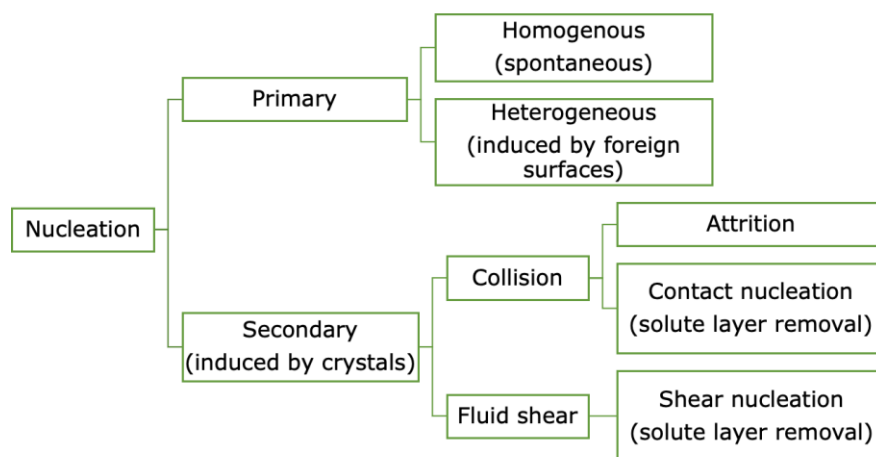 Homogenous
(spontaneous)
Primary
Heterogeneous
(induced by foreign
surfaces)
Nucleation
Attrition
Collision
Contact nucleation
(solute layer removal)
Secondary
(induced by crystals)
Fluid shear
Shear nucleation
(solute layer removal)